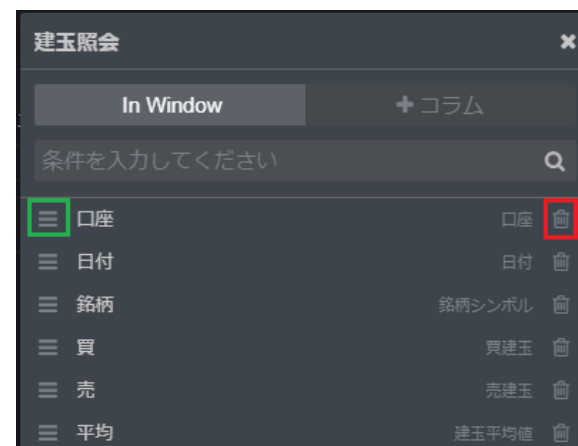 建玉照会
In Window ＋コラム
条件を入力してください
口座 口座
日付 日付
銘柄 銘柄シンボル
買 買建玉
売 売建玉
平均 建玉平均値